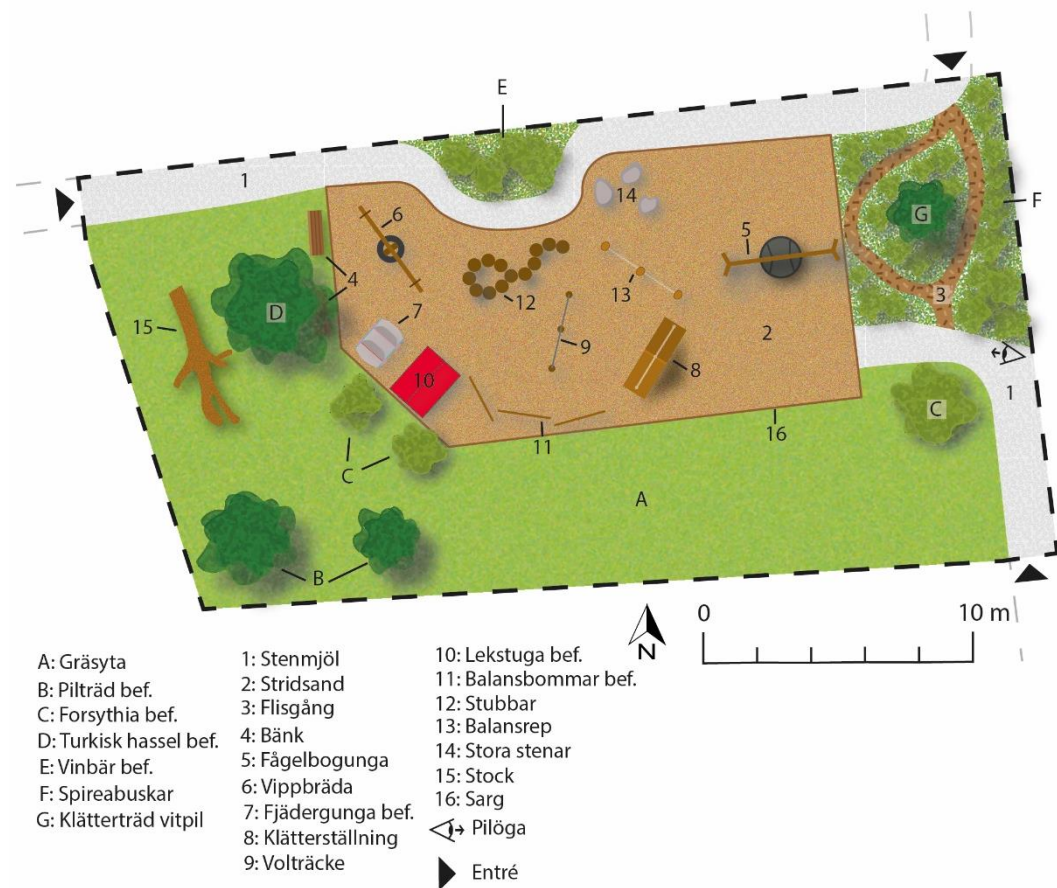 E
1
6
14
G
F
5
4
D
12
13
3
15
7
2
9
10
8
1
C
C
11
16
A
B
0
10 m
N
A: Gräsyta
B: Pilträd bef.
C: Forsythia bef.
D: Turkisk hassel bef.
E: Vinbär bef.
F: Spireabuskar
G: Klätterträd vitpil
1: Stenmjöl
2: Stridsand
3: Flisgång
4: Bänk
5: Fågelbogunga
6: Vippbräda
7: Fjädergunga bef.
8: Klätterställning
9: Volträcke
10: Lekstuga bef.
11: Balansbommar bef.
12: Stubbar
13: Balansrep
14: Stora stenar
15: Stock
16: Sarg
Pilöga
Entré